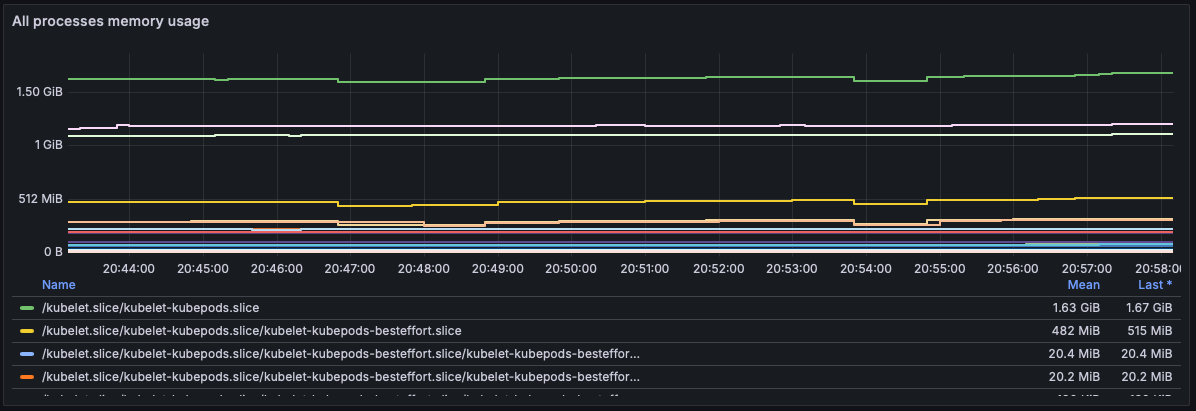 All processes memory usage
1.50 GiB
1 GiB
512 MiB
0 B
20:44:00 20:45:00 20:46:00 20:47:00 20:48:00 20:49:00 20:50:00 20:51:00 20:52:00 20:53:00 20:54:00 20:55:00 20:56:00 20:57:00 20:58:00
Name Mean Last *
/kubelet.slice/kubelet-kubepods.slice 1.63 GiB 1.67 GiB
/kubelet.slice/kubelet-kubepods.slice/kubelet-kubepods-besteffort.slice 482 MiB 515 MiB
/kubelet.slice/kubelet-kubepods.slice/kubelet-kubepods-besteffort.slice/kubelet-kubepods-besteffor... 20.4 MiB 20.4 MiB
/kubelet.slice/kubelet-kubepods.slice/kubelet-kubepods-besteffort.slice/kubelet-kubepods-besteffor... 20.2 MiB 20.2 MiB